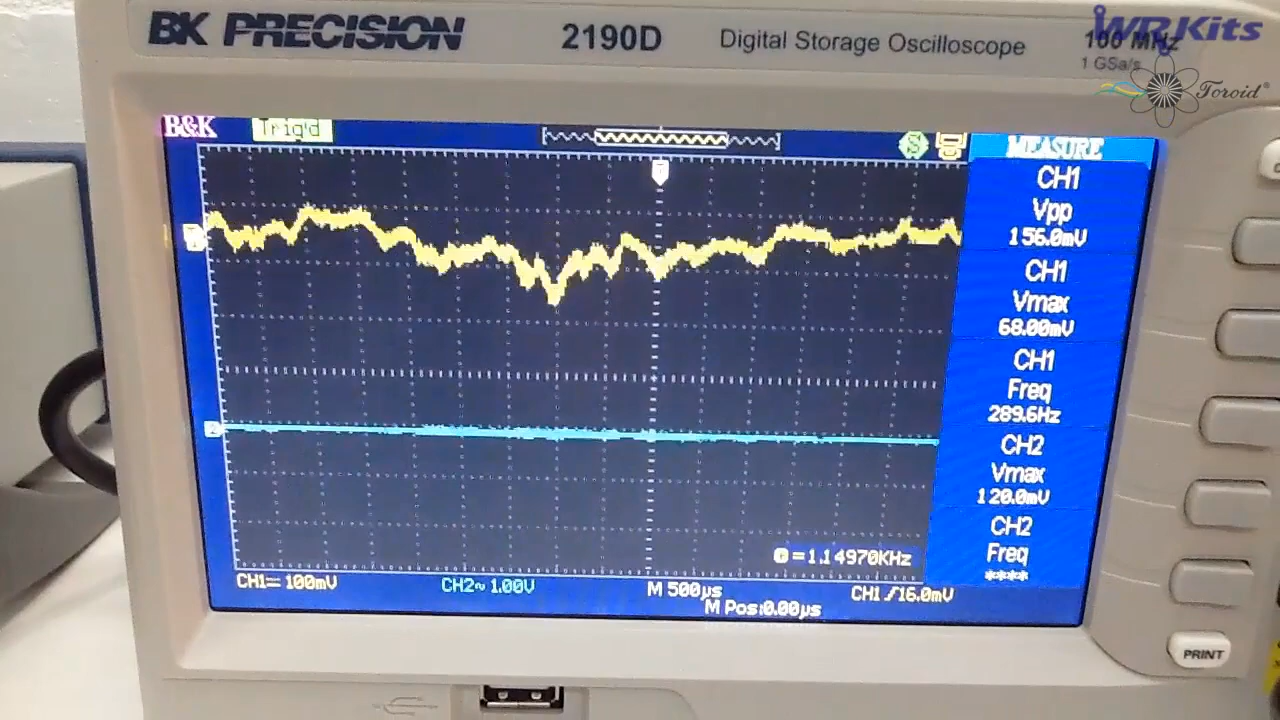 BK PRECISION 2190D Digital Storage Oscilloscope 100 MHz
1 GSa/s
WRKits
Toroid®
B&K Trig'd
MEASURE
CH1
Vpp
156.0mV
CH1
Vmax
68.00mV
CH1
Freq
289.6Hz
CH2
Vmax
120.0mV
CH2
Freq
****
=1.14970KHz
CH1 100mV CH2~ 1.00V M 500µs CH1 16.0mV
M Pos:0.00µs
PRINT